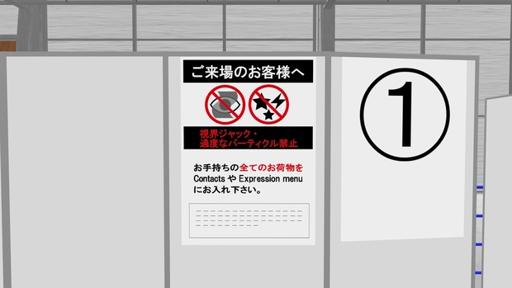 ご来場のお客様へ
視界ジャック・
過度なパーティクル禁止
お手持ちの全てのお荷物を
Contacts や Expression menu
にお入れ下さい。
1